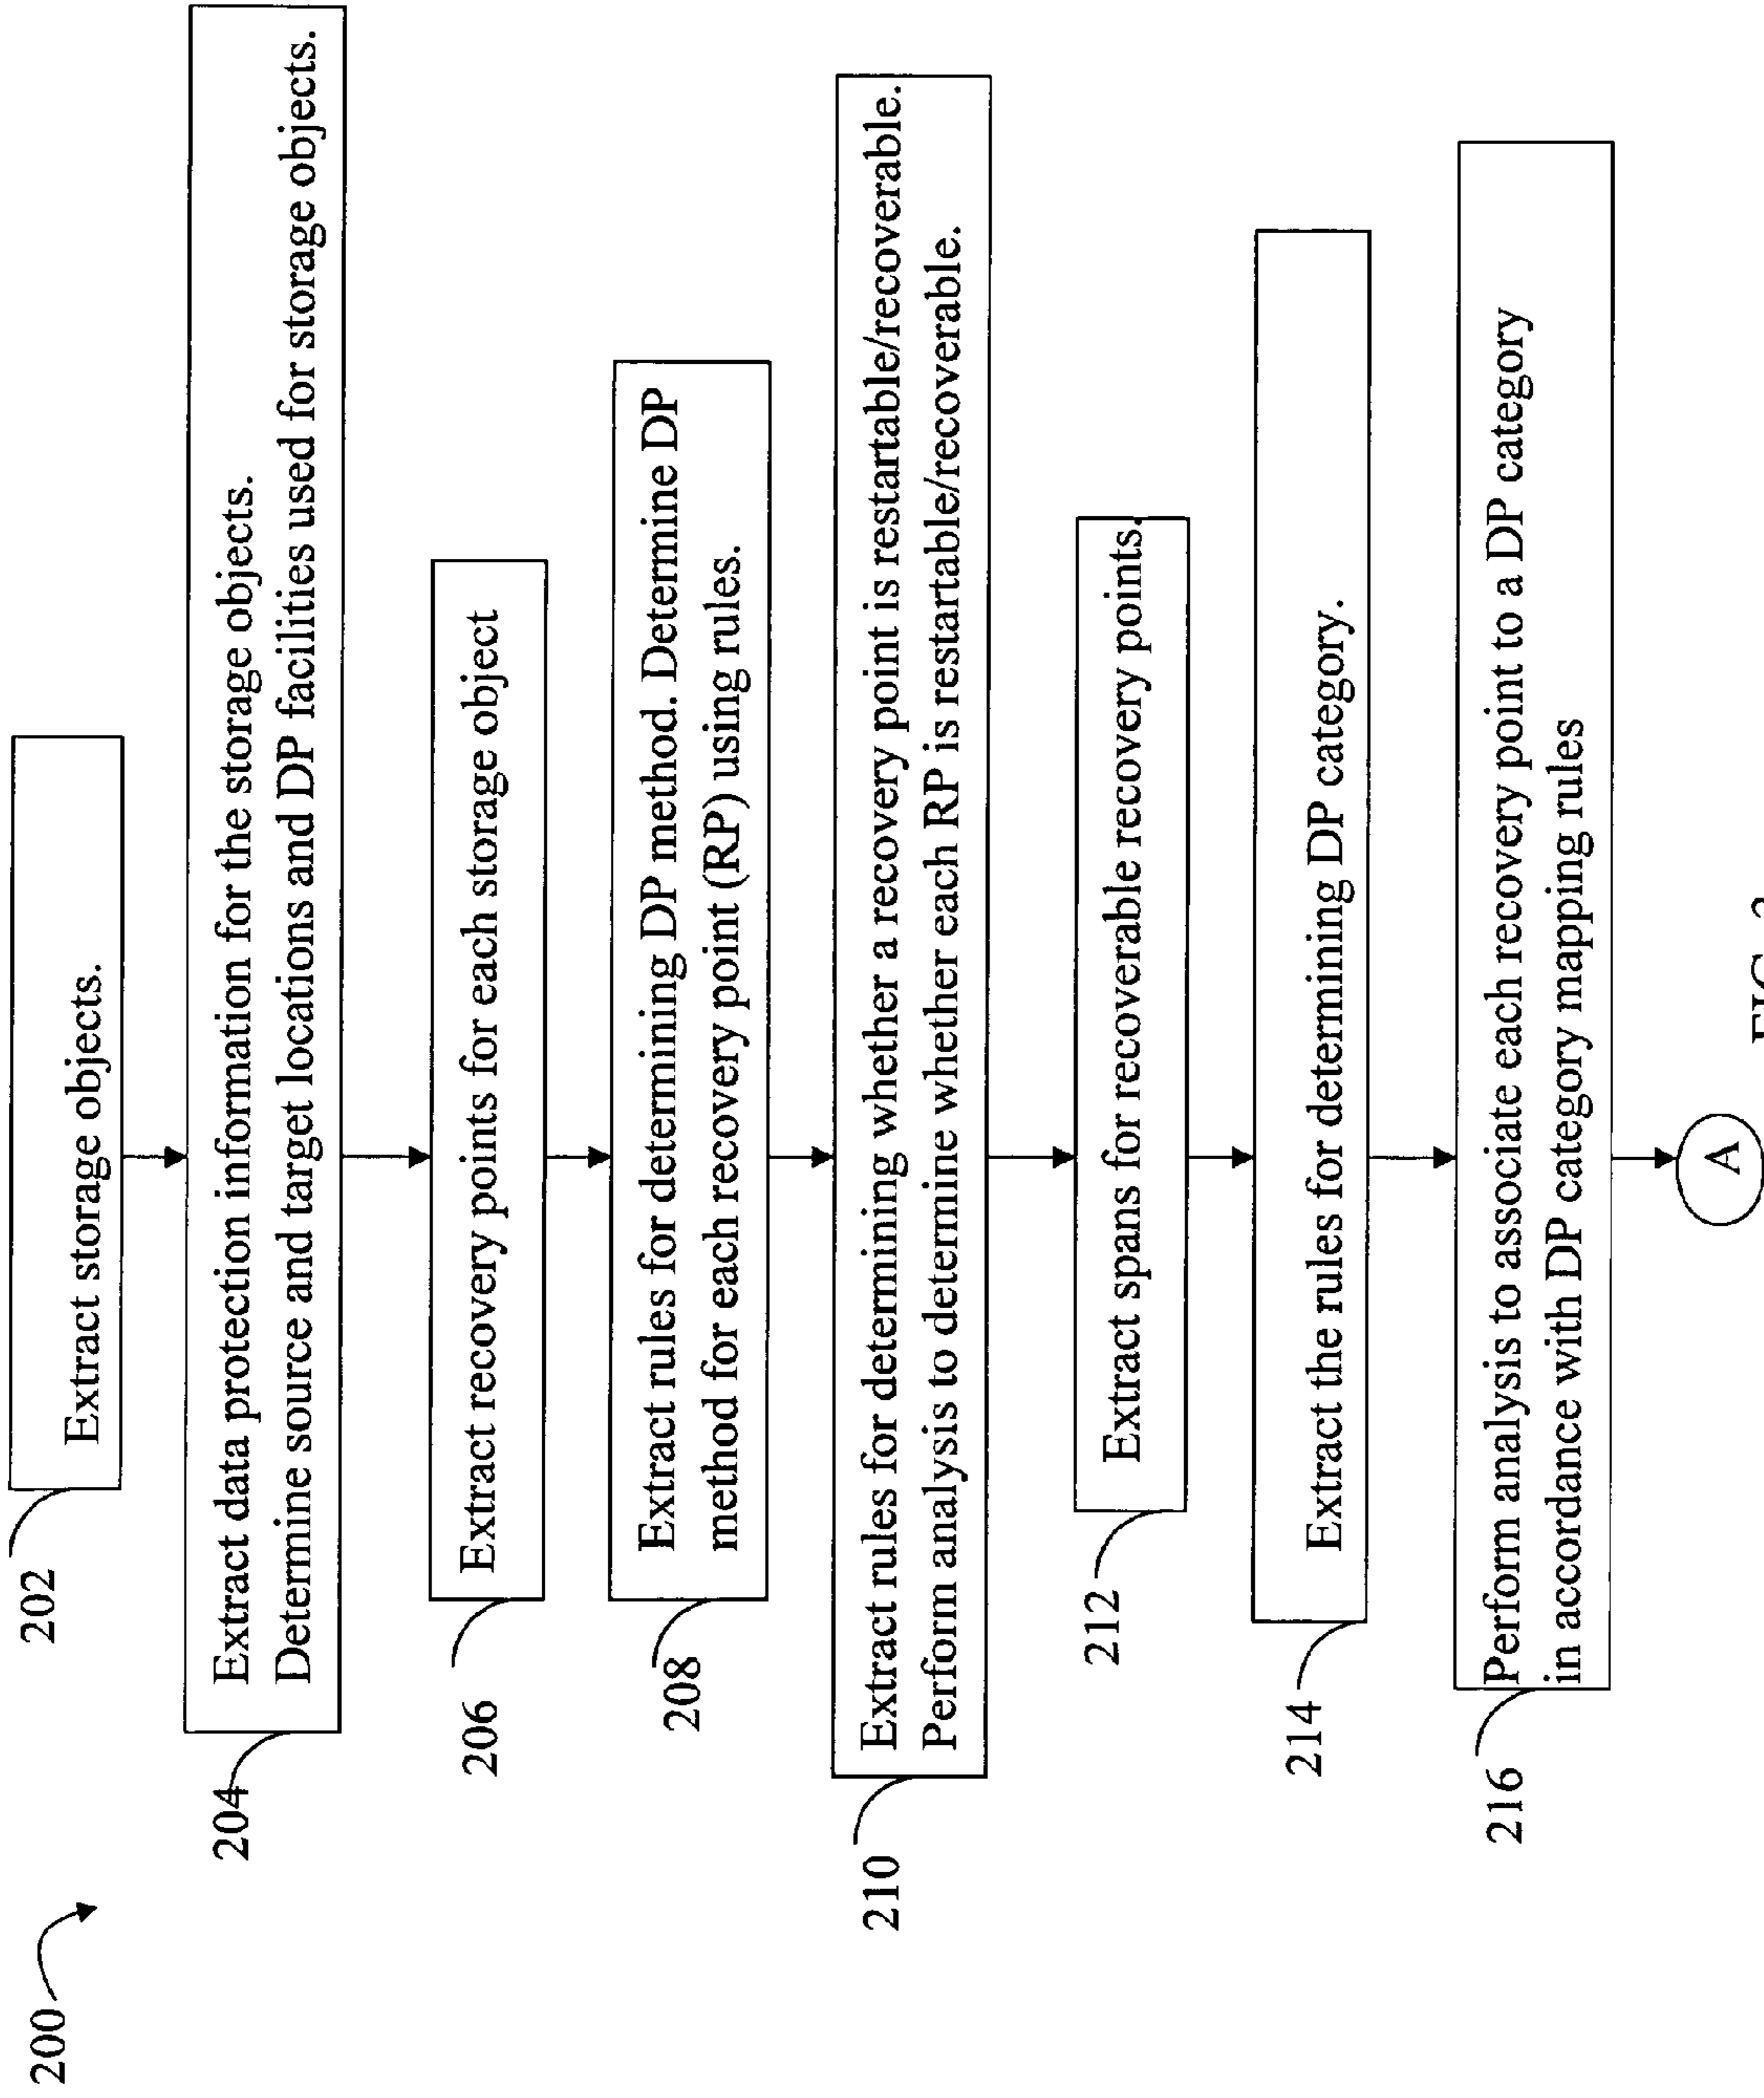 200
202
Extract storage objects.
204
Extract data protection information for the storage objects.
Determine source and target locations and DP facilities used for storage objects.
206
Extract recovery points for each storage object
208
Extract rules for determining DP method. Determine DP
method for each recovery point (RP) using rules.
210
Extract rules for determining whether a recovery point is restartable/recoverable.
Perform analysis to determine whether each RP is restartable/recoverable.
212
Extract spans for recoverable recovery points.
214
Extract the rules for determining DP category.
216
Perform analysis to associate each recovery point to a DP category
in accordance with DP category mapping rules
A
FIG.